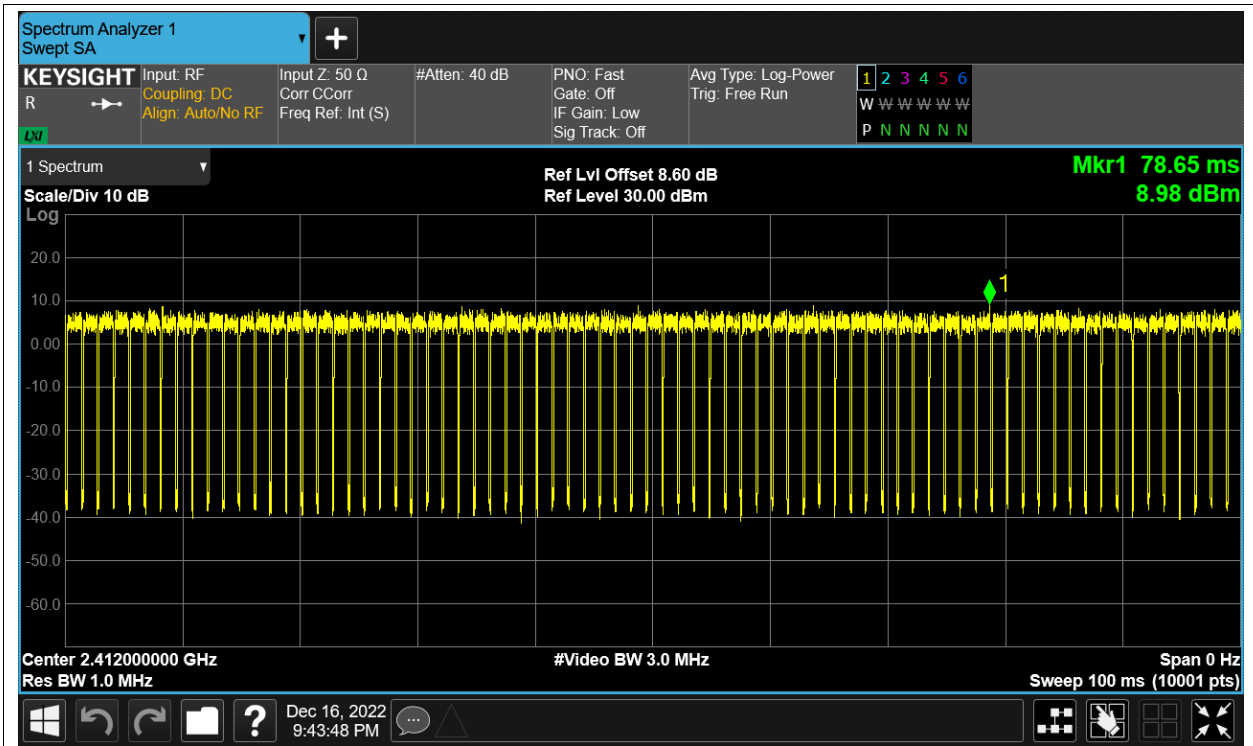 Spectrum Analyzer 1
Swept SA
KEYSIGHT
R
LXI
Input: RF
Coupling: DC
Align: Auto/No RF
Input Z: 50 Ω
Corr CCorr
Freq Ref: Int (S)
#Atten: 40 dB
PNO: Fast
Gate: Off
IF Gain: Low
Sig Track: Off
Avg Type: Log-Power
Trig: Free Run
1 2 3 4 5 6
W W W W W W
P N N N N N
1 Spectrum
Scale/Div 10 dB
Log
Ref Lvl Offset 8.60 dB
Ref Level 30.00 dBm
Mkr1 78.65 ms
8.98 dBm
1
20.0
10.0
0.00
-10.0
-20.0
-30.0
-40.0
-50.0
-60.0
Center 2.412000000 GHz
Res BW 1.0 MHz
#Video BW 3.0 MHz
Span 0 Hz
Sweep 100 ms (10001 pts)
?
Dec 16, 2022
9:43:48 PM